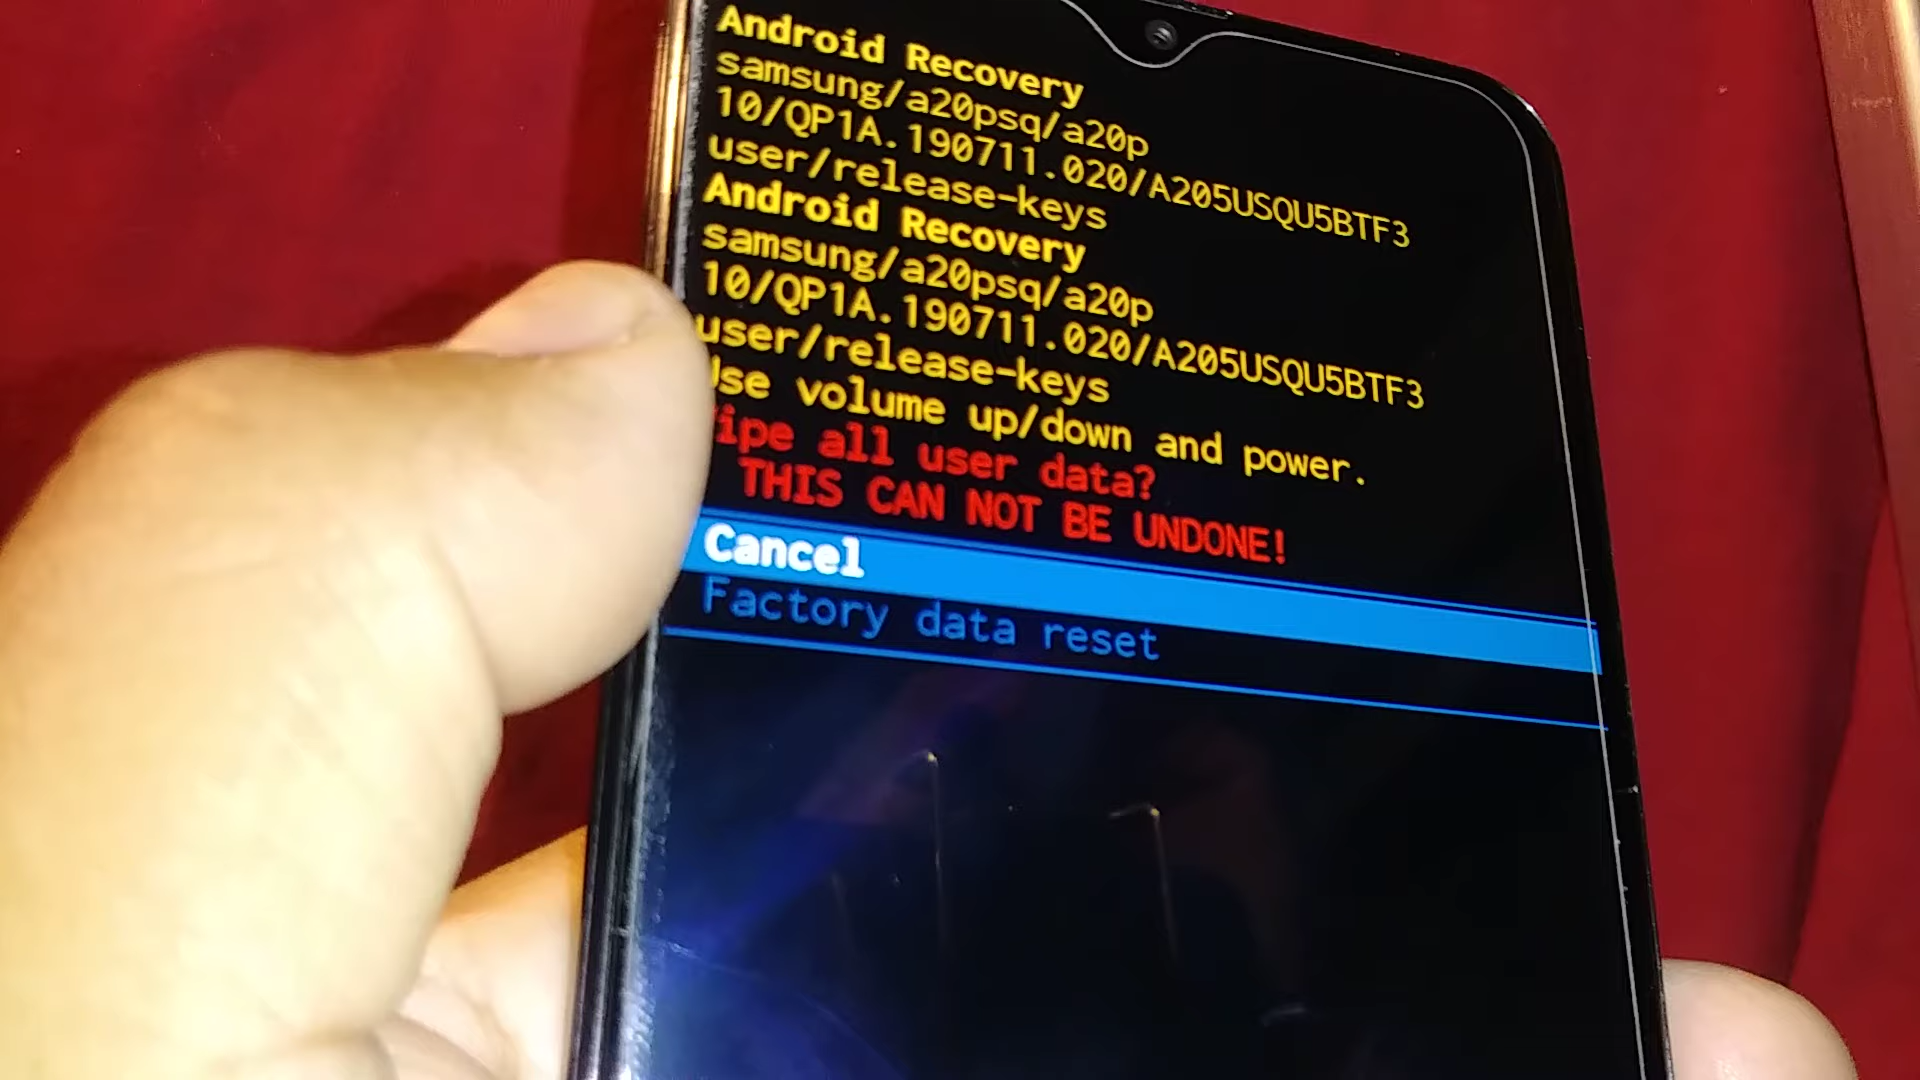 Android Recovery
samsung/a20psq/a20p
10/QP1A.190711.020/A205USQU5BTF3
user/release-keys
Android Recovery
samsung/a20psq/a20p
10/QP1A.190711.020/A205USQU5BTF3
user/release-keys
Use volume up/down and power.
Wipe all user data?
THIS CAN NOT BE UNDONE!
Cancel
Factory data reset